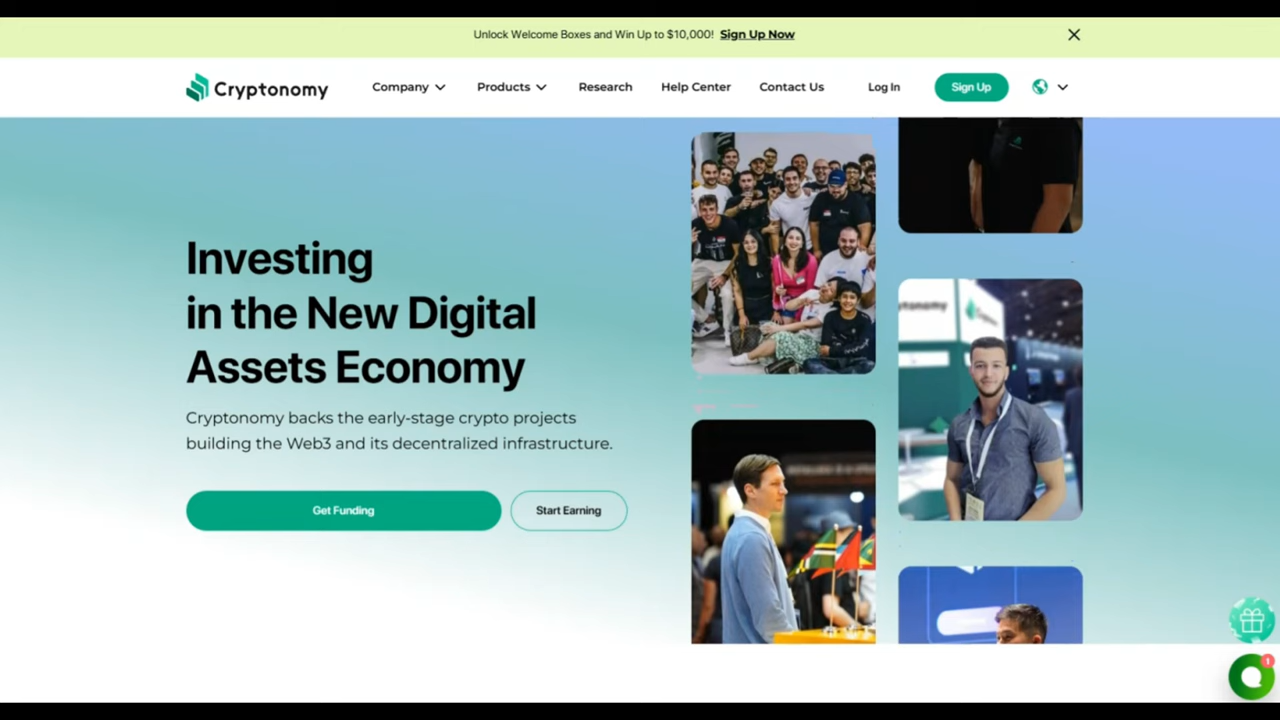 Unlock Welcome Boxes and Win Up to $10,000! Sign Up Now
Cryptonomy Company Products Research Help Center Contact Us Log In Sign Up
Investing
in the New Digital
Assets Economy
Cryptonomy backs the early-stage crypto projects
building the Web3 and its decentralized infrastructure.
Get Funding Start Earning
1